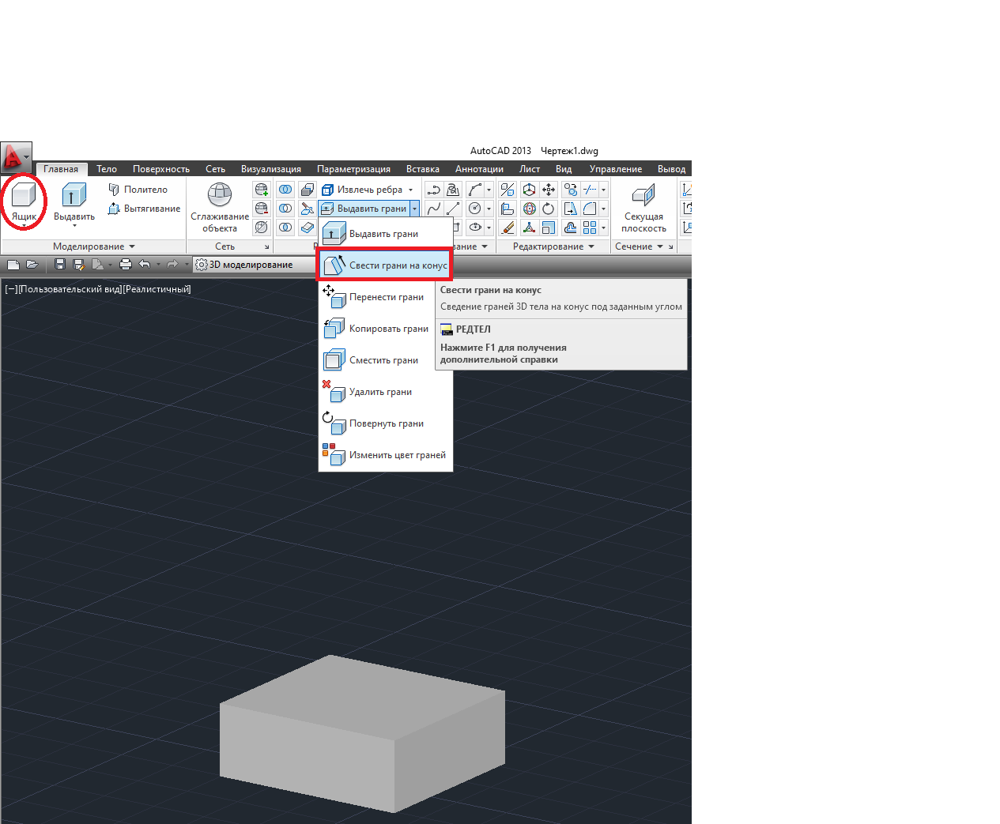 AutoCAD 2013 Чертеж1.dwg
Главная Тело Поверхность Сеть Визуализация Параметризация Вставка Аннотации Лист Вид Управление Вывод
Ящик
Выдавить
Политело
Вытягивание
Сглаживание
объекта
Извлечь ребра
Выдавить грани
Секущая
плоскость
Моделирование Сеть Р ание Редактирование Сечение
3D моделирование
[−][Пользовательский вид][Реалистичный]
Выдавить грани
Свести грани на конус
Перенести грани
Копировать грани
Сместить грани
Удалить грани
Повернуть грани
Изменить цвет граней
Свести грани на конус
Сведение граней 3D тела на конус под заданным углом
РЕДТЕЛ
Нажмите F1 для получения
дополнительной справки